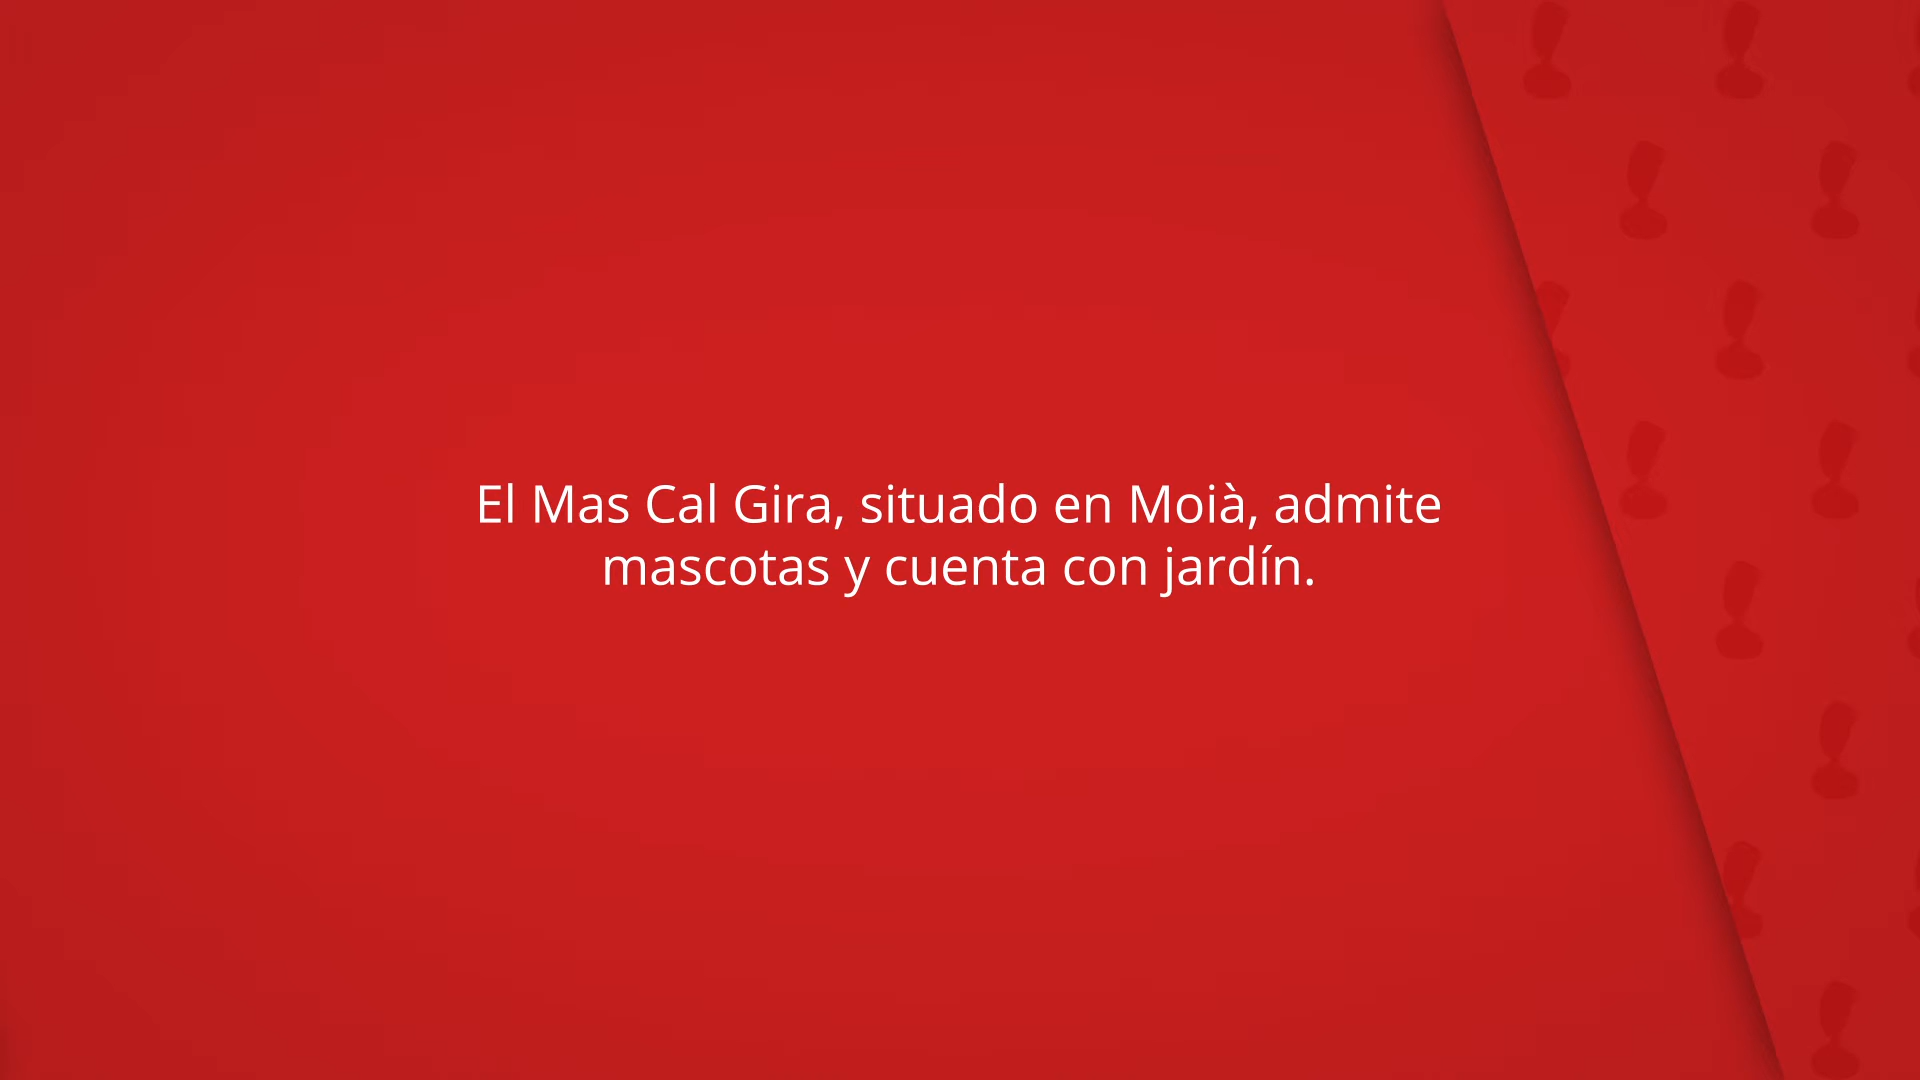 El Mas Cal Gira, situado en Moià, admite
mascotas y cuenta con jardín.